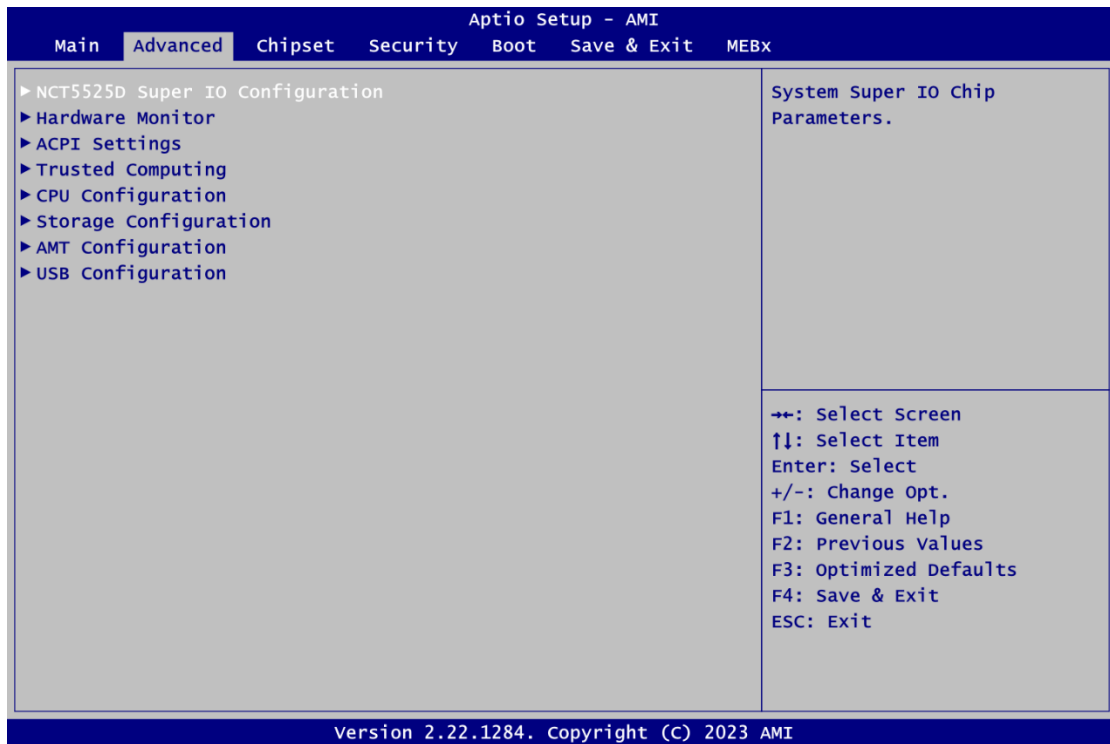 Aptio Setup - AMI
Main Advanced Chipset Security Boot Save & Exit MEBx
►NCT5525D Super IO Configuration
►Hardware Monitor
►ACPI Settings
►Trusted Computing
►CPU Configuration
►Storage Configuration
►AMT Configuration
►USB Configuration
System Super IO Chip
Parameters.
→←: Select Screen
↑↓: Select Item
Enter: Select
+/-: Change Opt.
F1: General Help
F2: Previous Values
F3: Optimized Defaults
F4: Save & Exit
ESC: Exit
Version 2.22.1284. Copyright (C) 2023 AMI